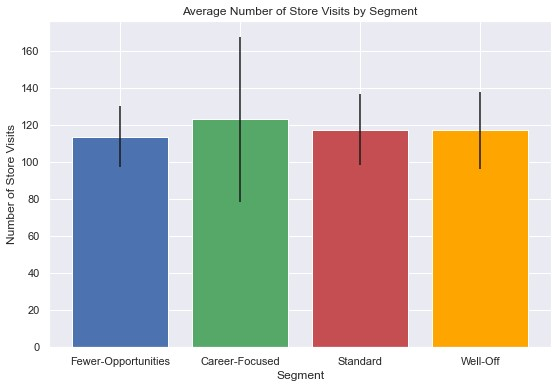 Average Number of Store Visits by Segment
Number of Store Visits
160
140
120
100
80
60
40
20
0
Fewer-Opportunities Career-Focused Standard Well-Off
Segment